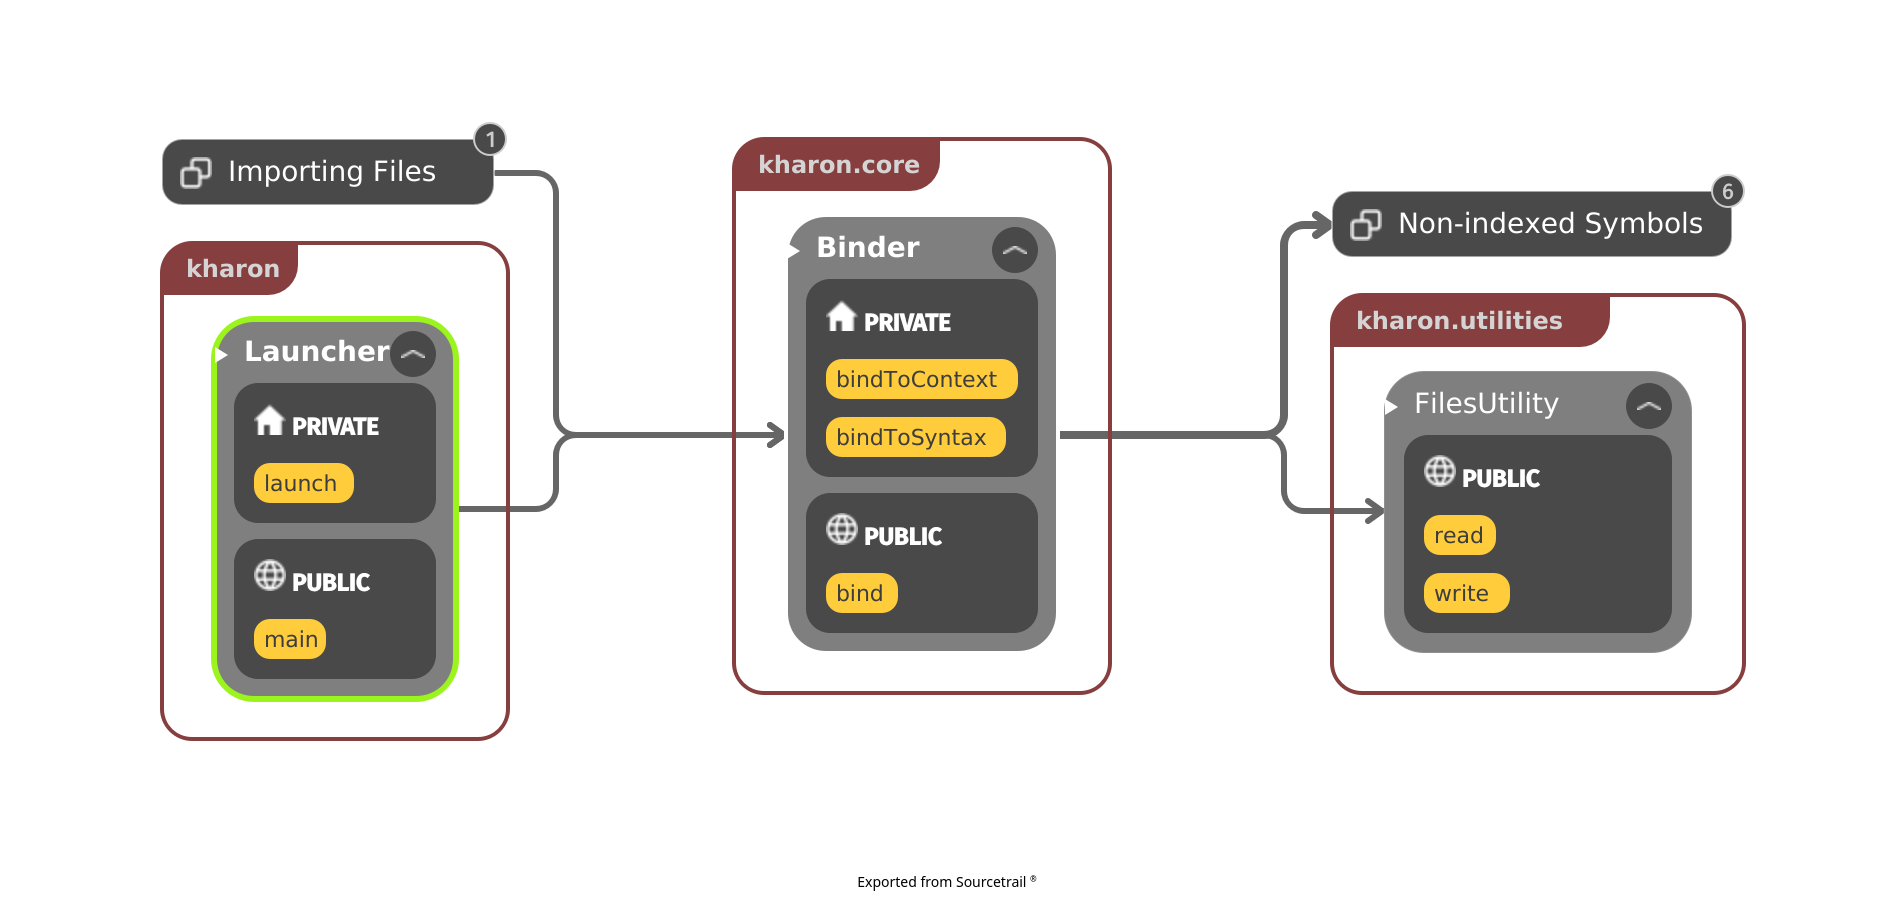 Importing Files
1
kharon
Launcher
PRIVATE
launch
PUBLIC
main
kharon.core
Binder
PRIVATE
bindToContext
bindToSyntax
PUBLIC
bind
Non-indexed Symbols
6
kharon.utilities
FilesUtility
PUBLIC
read
write
Exported from Sourcetrail ®